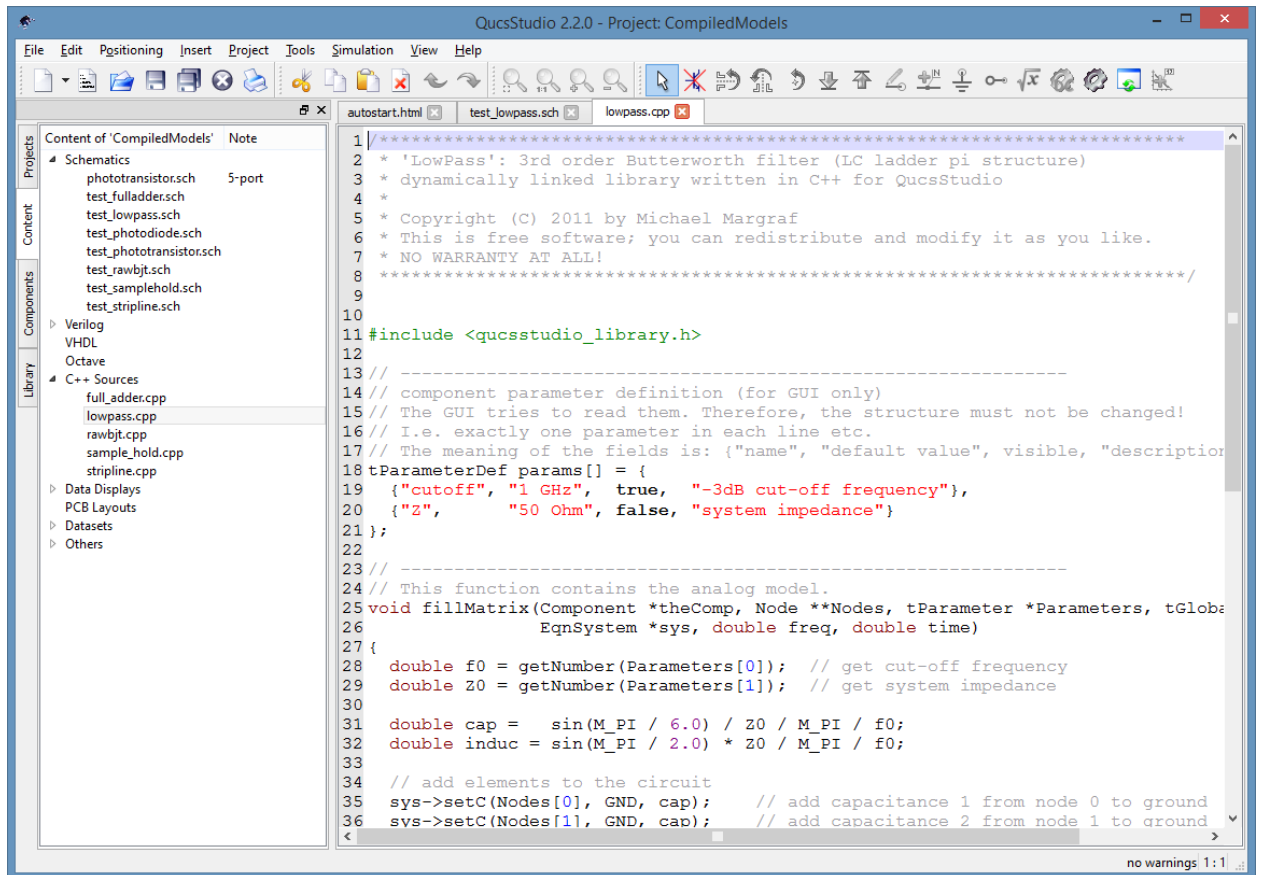 QucsStudio 2.2.0 - Project: CompiledModels
File Edit Positioning Insert Project Tools Simulation View Help
autostart.html test_lowpass.sch lowpass.cpp
Projects
Content
Components
Library
Content of 'CompiledModels' Note
Schematics
phototransistor.sch 5-port
test_fulladder.sch
test_lowpass.sch
test_photodiode.sch
test_phototransistor.sch
test_rawbjt.sch
test_samplehold.sch
test_stripline.sch
Verilog
VHDL
Octave
C++ Sources
full_adder.cpp
lowpass.cpp
rawbjt.cpp
sample_hold.cpp
stripline.cpp
Data Displays
PCB Layouts
Datasets
Others
1 /***************************************************************************
2  * 'LowPass': 3rd order Butterworth filter (LC ladder pi structure)
3  * dynamically linked library written in C++ for QucsStudio
4  *
5  * Copyright (C) 2011 by Michael Margraf
6  * This is free software; you can redistribute and modify it as you like.
7  * NO WARRANTY AT ALL!
8  ***************************************************************************/
9
10
11 #include <qucsstudio_library.h>
12
13 // --------------------------------------------------------------
14 // component parameter definition (for GUI only)
15 // The GUI tries to read them. Therefore, the structure must not be changed!
16 // I.e. exactly one parameter in each line etc.
17 // The meaning of the fields is: {"name", "default value", visible, "description
18 tParameterDef params[] = {
19   {"cutoff", "1 GHz",  true,  "-3dB cut-off frequency"},
20   {"Z",      "50 Ohm", false, "system impedance"}
21 };
22
23 // --------------------------------------------------------------
24 // This function contains the analog model.
25 void fillMatrix(Component *theComp, Node **Nodes, tParameter *Parameters, tGloba
26                 EqnSystem *sys, double freq, double time)
27 {
28   double f0 = getNumber(Parameters[0]);  // get cut-off frequency
29   double Z0 = getNumber(Parameters[1]);  // get system impedance
30
31   double cap =   sin(M_PI / 6.0) / Z0 / M_PI / f0;
32   double induc = sin(M_PI / 2.0) * Z0 / M_PI / f0;
33
34   // add elements to the circuit
35   sys->setC(Nodes[0], GND, cap);    // add capacitance 1 from node 0 to ground
36   sys->setC(Nodes[1], GND, cap);    // add capacitance 2 from node 1 to ground
no warnings 1 : 1